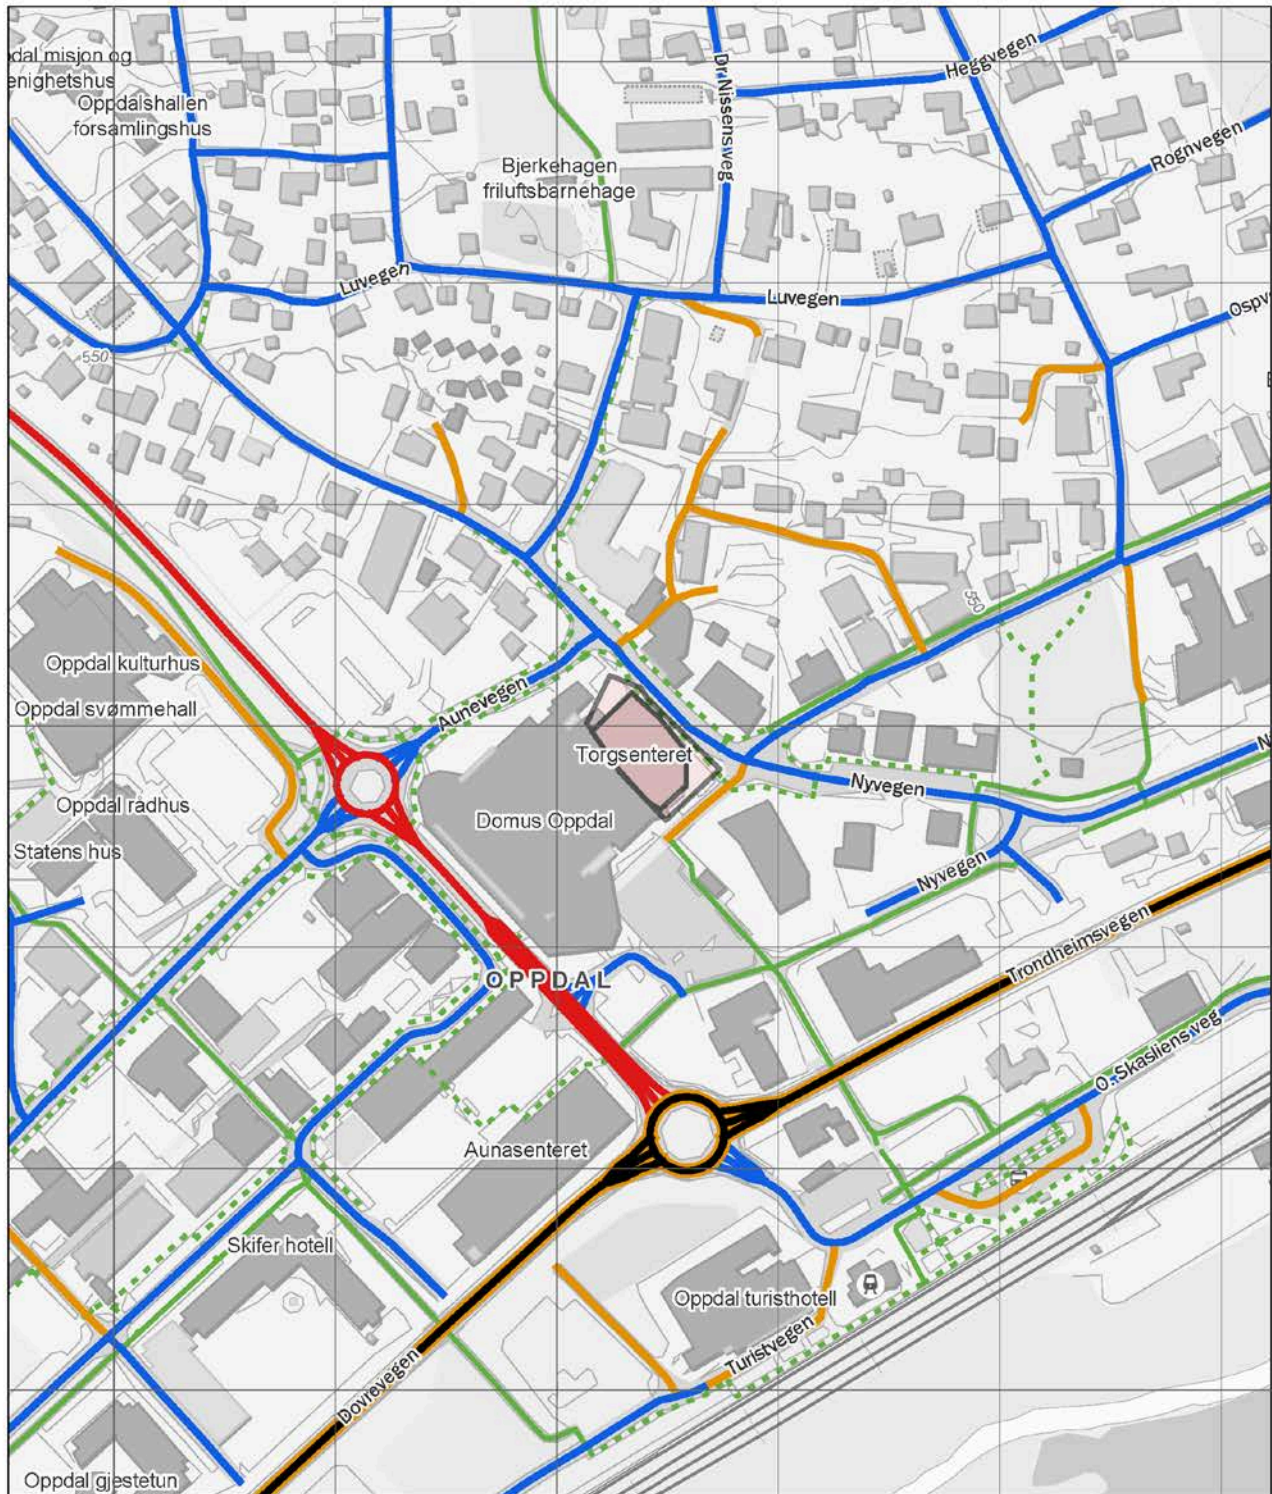 dal misjon og
enighetshus
Oppdalshallen
forsamlingshus
Dr.Nissensveg
Heggvegen
Rognvegen
Bjerkehagen
friluftsbarnehage
Luvegen
Luvegen
550
Oppdal kulturhus
Oppdal svømmehall
Aunevegen
550
Torgsenteret
Oppdal rådhus
Domus Oppdal
Nyvegen
Statens hus
Nyvegen
OPPDAL
Trondheimsvegen
O. Skasliens veg
Aunasenteret
Skifer hotell
Oppdal turisthotell
Turistvegen
Dovrevegen
Oppdal gjestetun